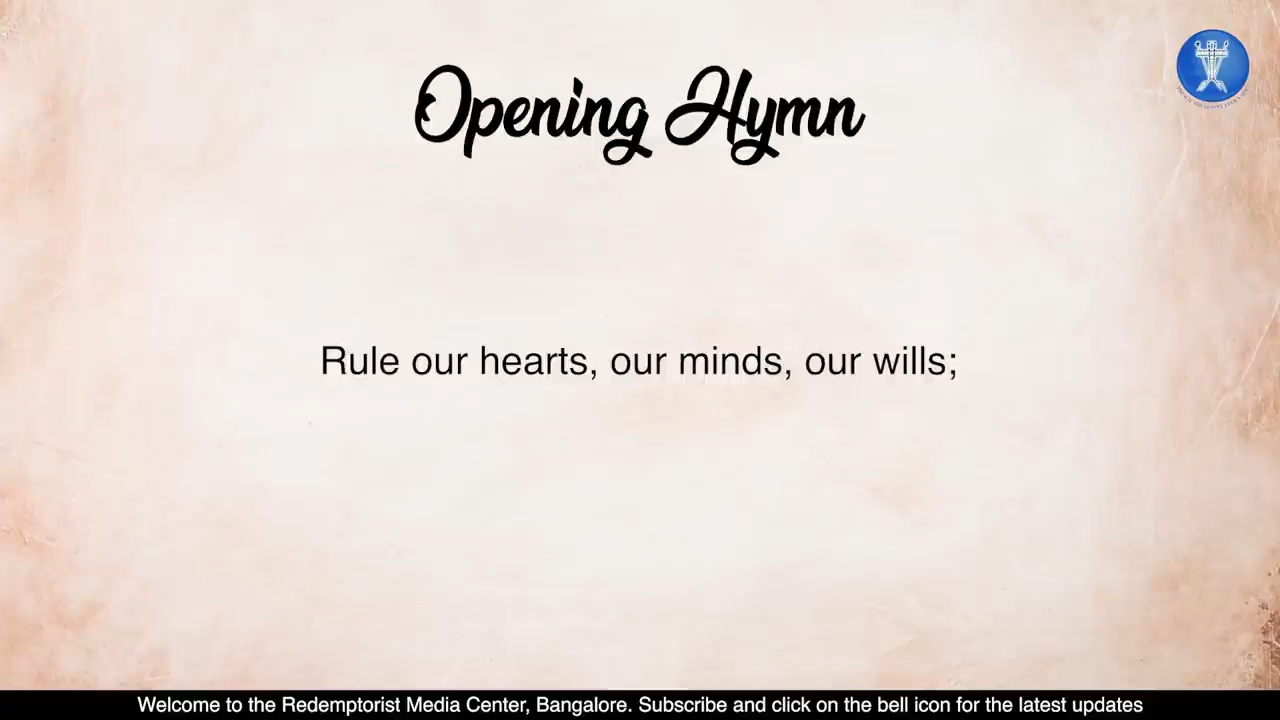 Opening Hymn
Rule our hearts, our minds, our wills;
Welcome to the Redemptorist Media Center, Bangalore. Subscribe and click on the bell icon for the latest updates